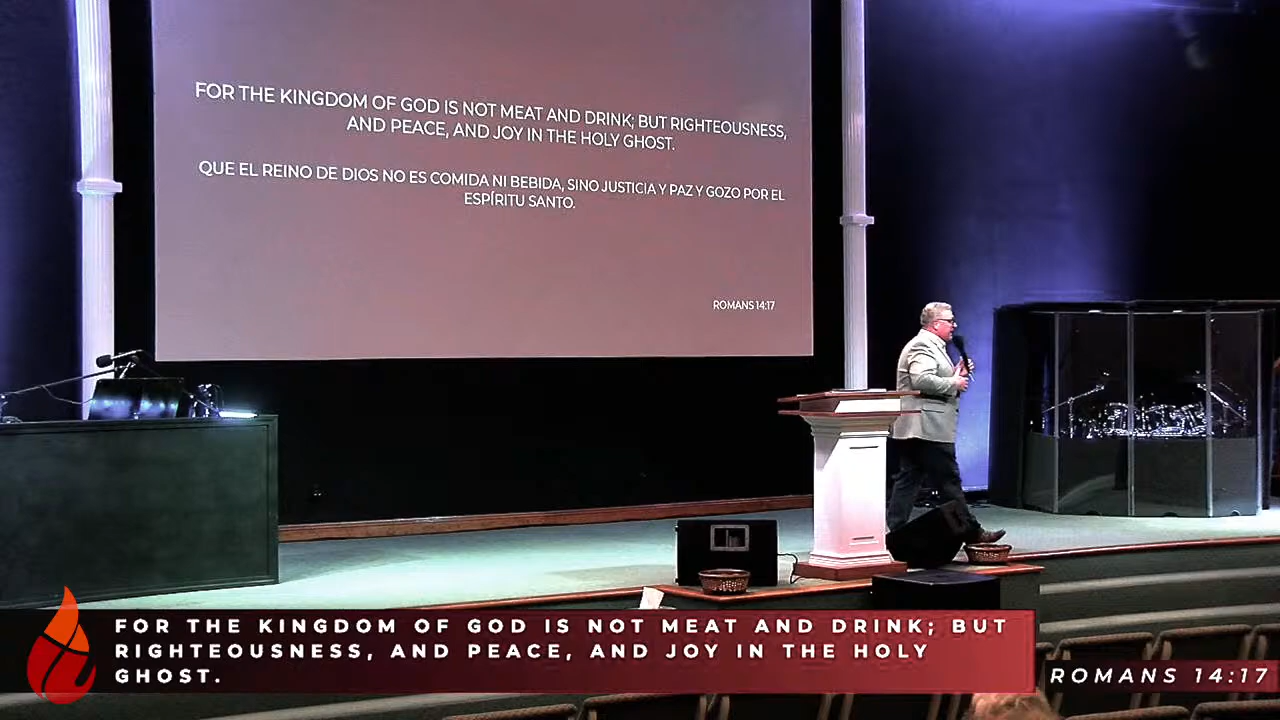 FOR THE KINGDOM OF GOD IS NOT MEAT AND DRINK; BUT RIGHTEOUSNESS,
AND PEACE, AND JOY IN THE HOLY GHOST.
QUE EL REINO DE DIOS NO ES COMIDA NI BEBIDA, SINO JUSTICIA Y PAZ Y GOZO POR EL
ESPÍRITU SANTO.
ROMANS 14:17
FOR THE KINGDOM OF GOD IS NOT MEAT AND DRINK; BUT
RIGHTEOUSNESS, AND PEACE, AND JOY IN THE HOLY
GHOST.
ROMANS 14:17